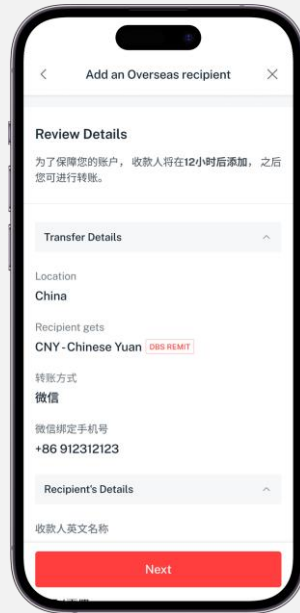 Add an Overseas recipient
Review Details
为了保障您的账户，收款人将在12小时后添加，之后
您可进行转账。
Transfer Details
Location
China
Recipient gets
CNY - Chinese Yuan DBS REMIT
转账方式
微信
微信绑定手机号
+86 912312123
Recipient's Details
收款人英文名称
Next